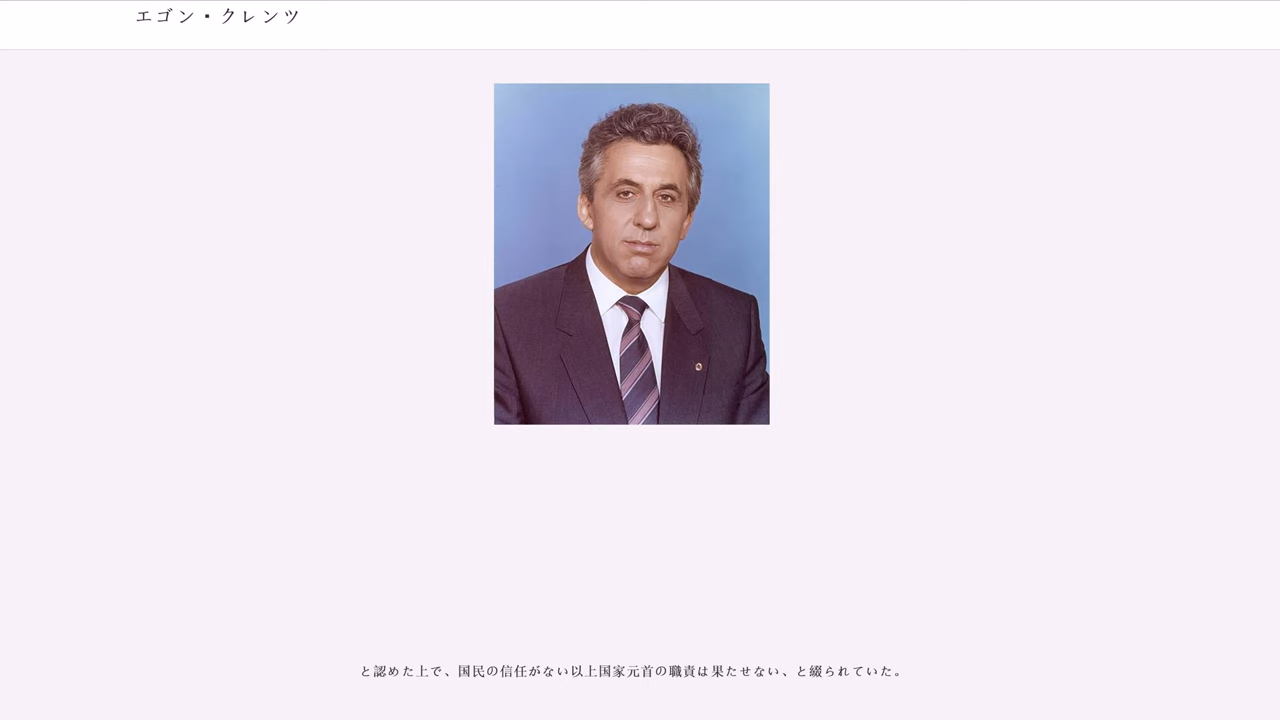 エゴン・クレンツ
と認めた上で、国民の信任がない以上国家元首の職責は果たせない、と綴られていた。